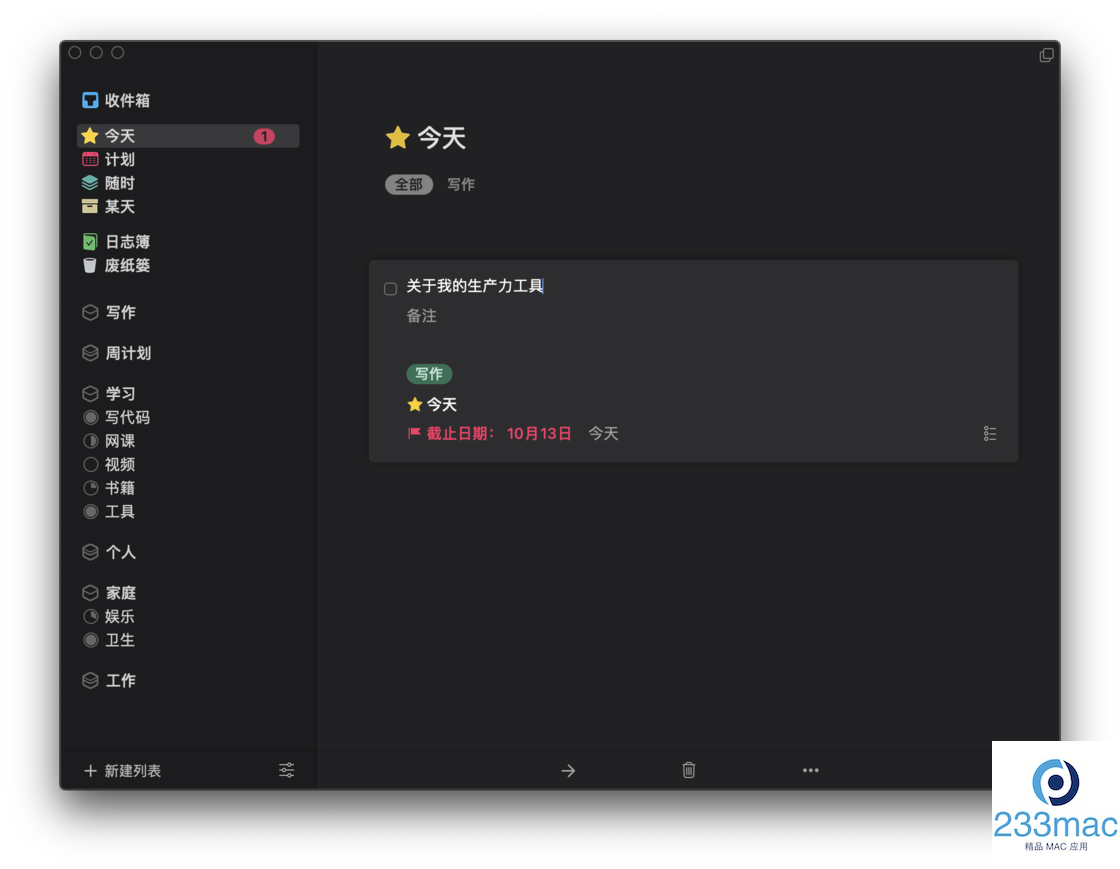 收件箱
今天 1
计划
随时
某天
日志簿
废纸篓
写作
周计划
学习
写代码
网课
视频
书籍
工具
个人
家庭
娱乐
卫生
工作
新建列表
今天
全部 写作
关于我的生产力工具
备注
写作
今天
截止日期： 10月13日 今天
233mac
精品 MAC 应用